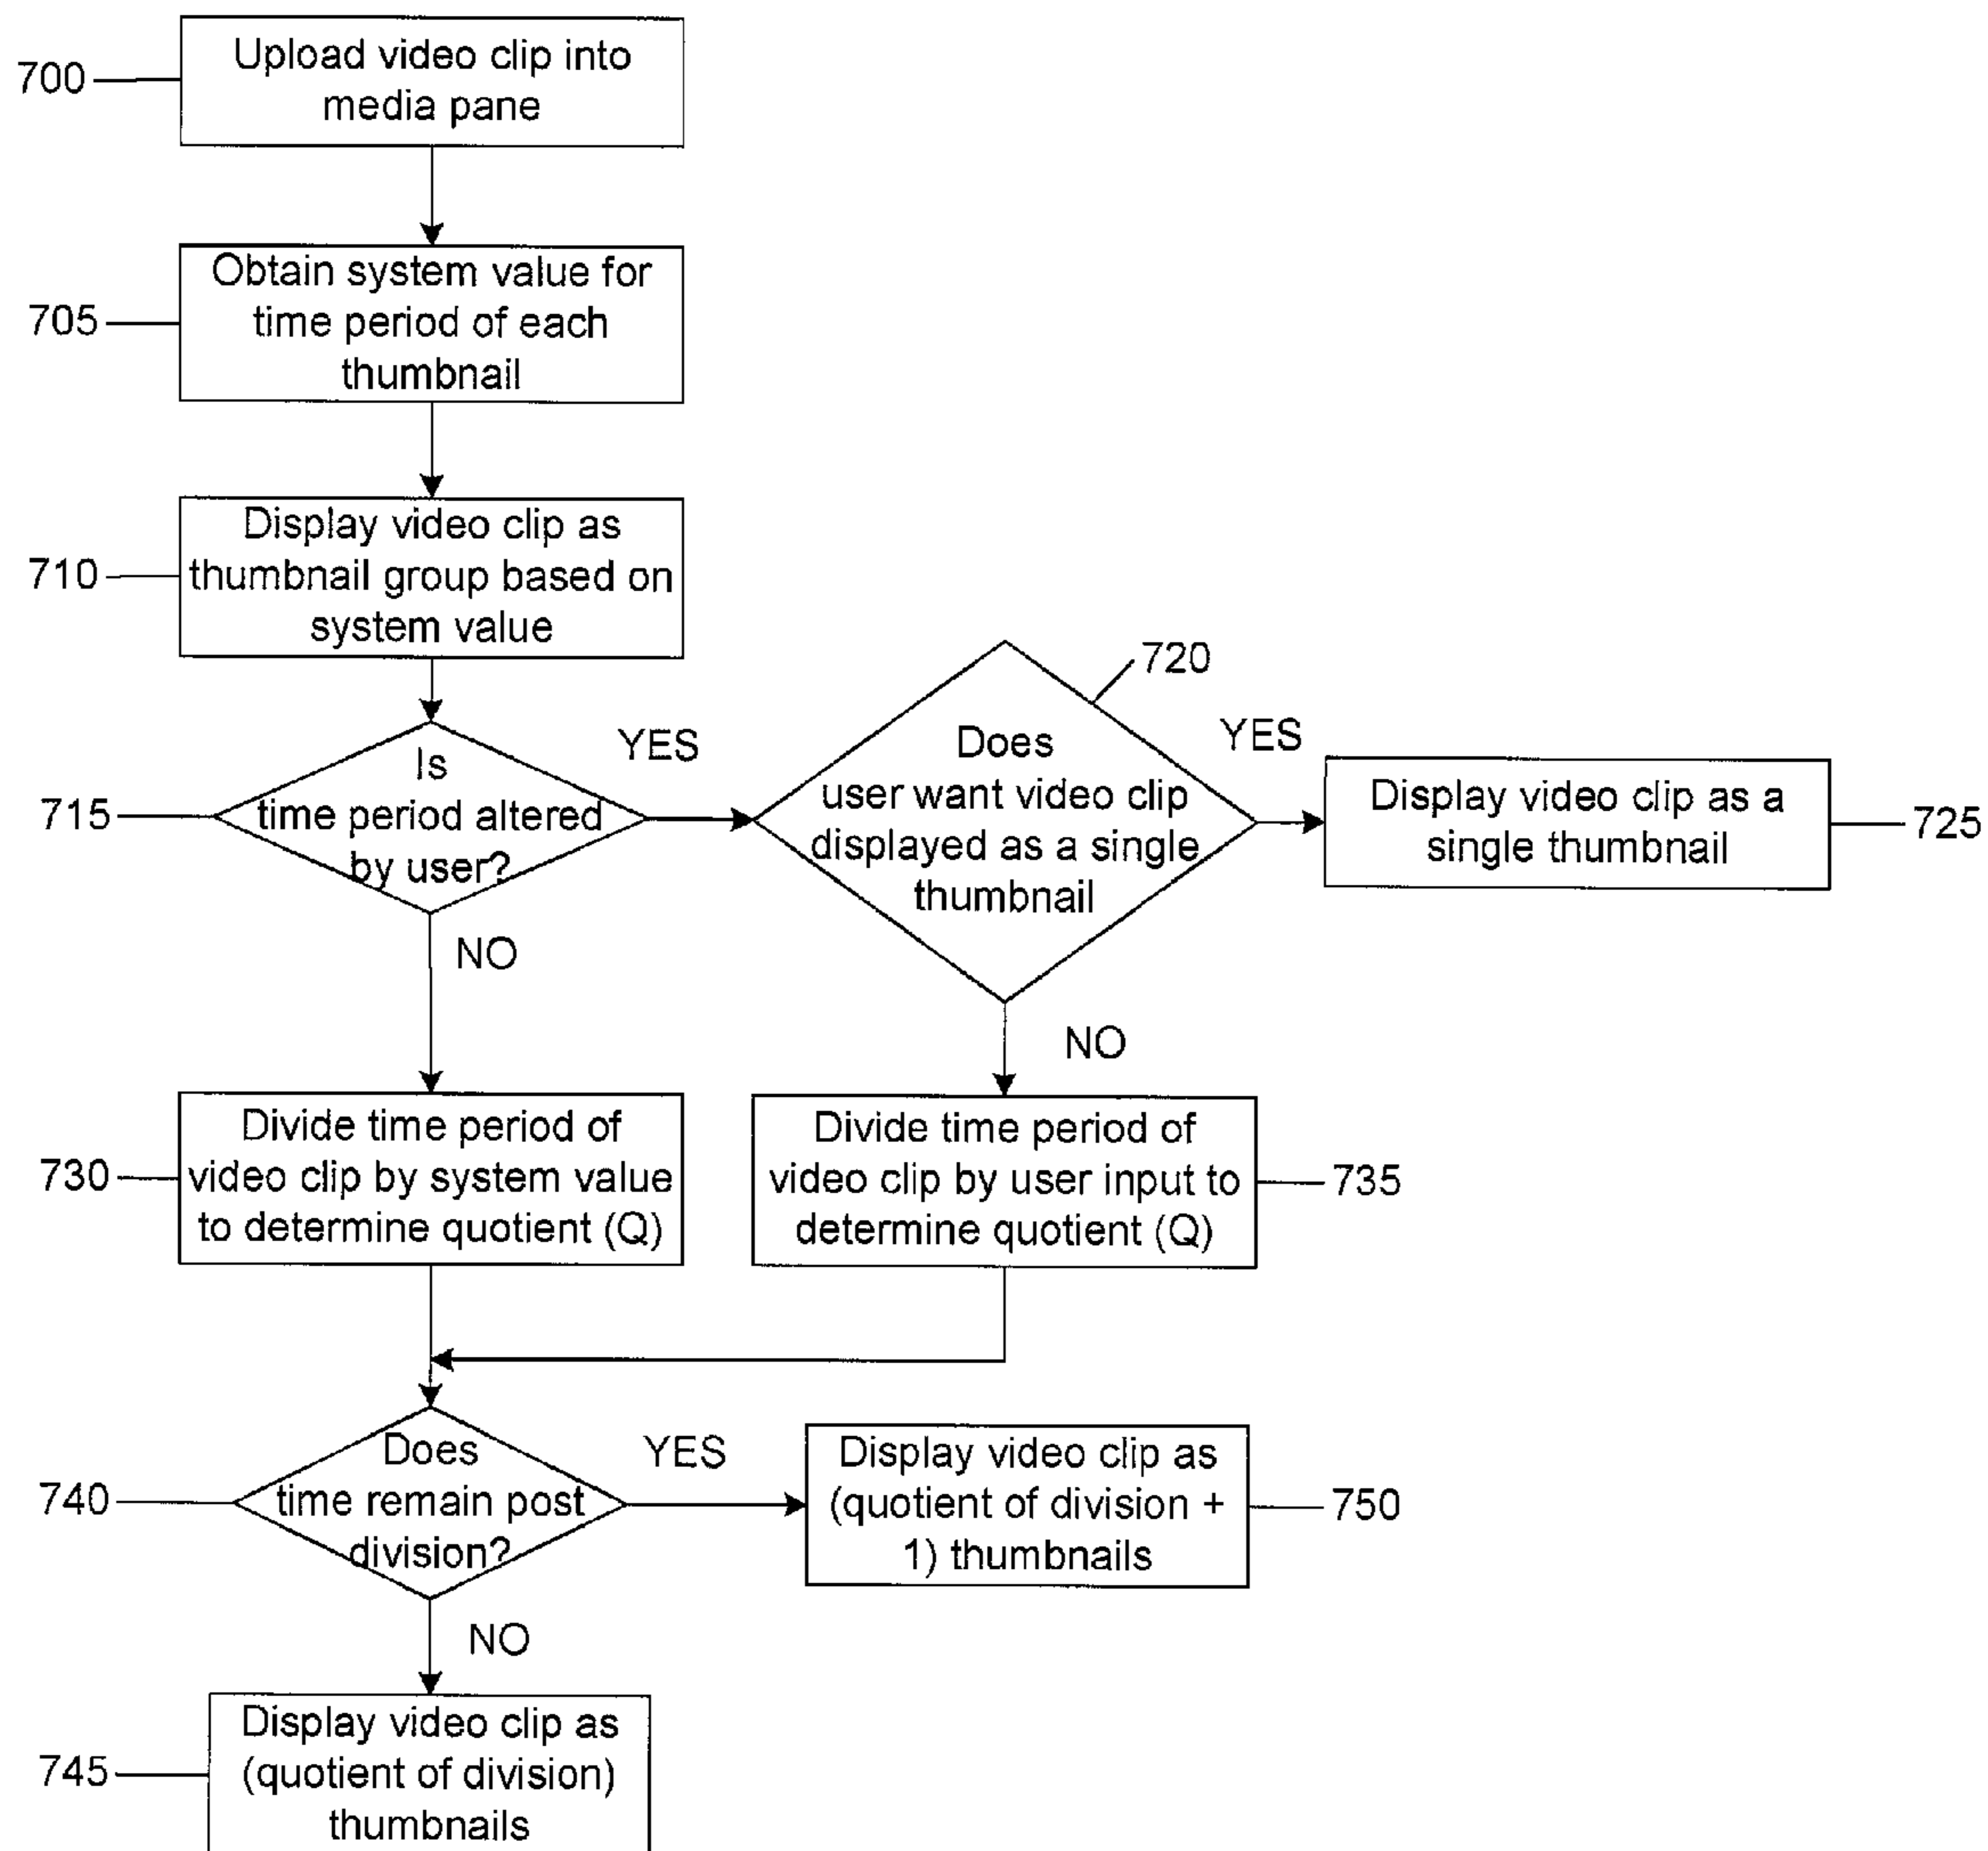 700
Upload video clip into
media pane
705
Obtain system value for
time period of each
thumbnail
710
Display video clip as
thumbnail group based on
system value
715
Is
time period altered
by user?
YES
720
Does
user want video clip
displayed as a single
thumbnail
YES
Display video clip as a
single thumbnail
725
NO
NO
730
Divide time period of
video clip by system value
to determine quotient (Q)
Divide time period of
video clip by user input to
determine quotient (Q)
735
740
Does
time remain post
division?
YES
Display video clip as
(quotient of division +
1) thumbnails
750
NO
745
Display video clip as
(quotient of division)
thumbnails